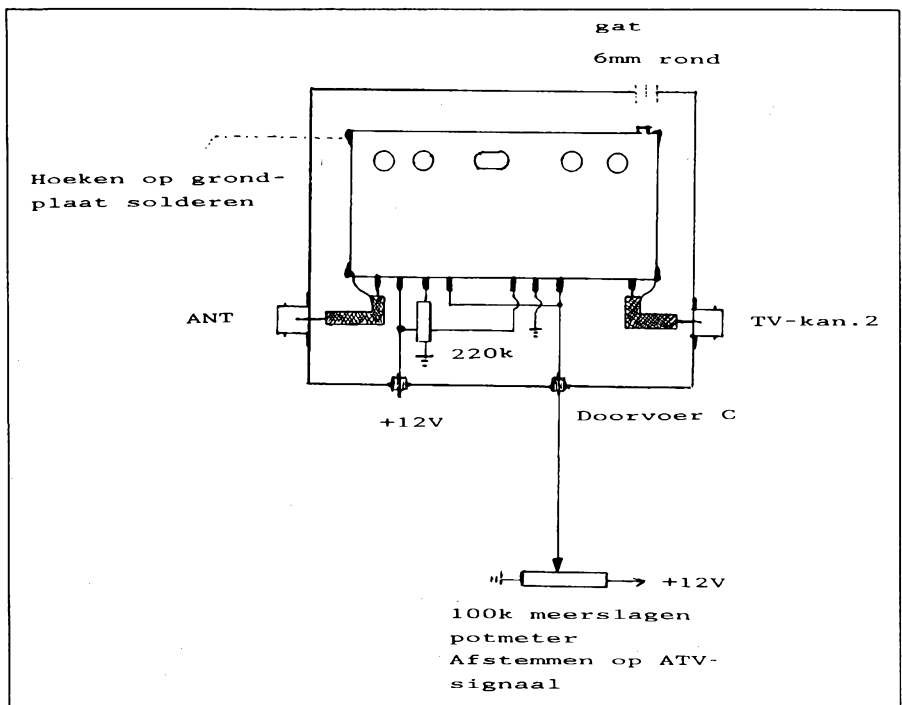 gat
6mm rond
Hoeken op grond-
plaat solderen
ANT
TV-kan.2
220k
+12V
Doorvoer C
+12V
100k meerslagen
potmeter
Afstemmen op ATV-
signaal